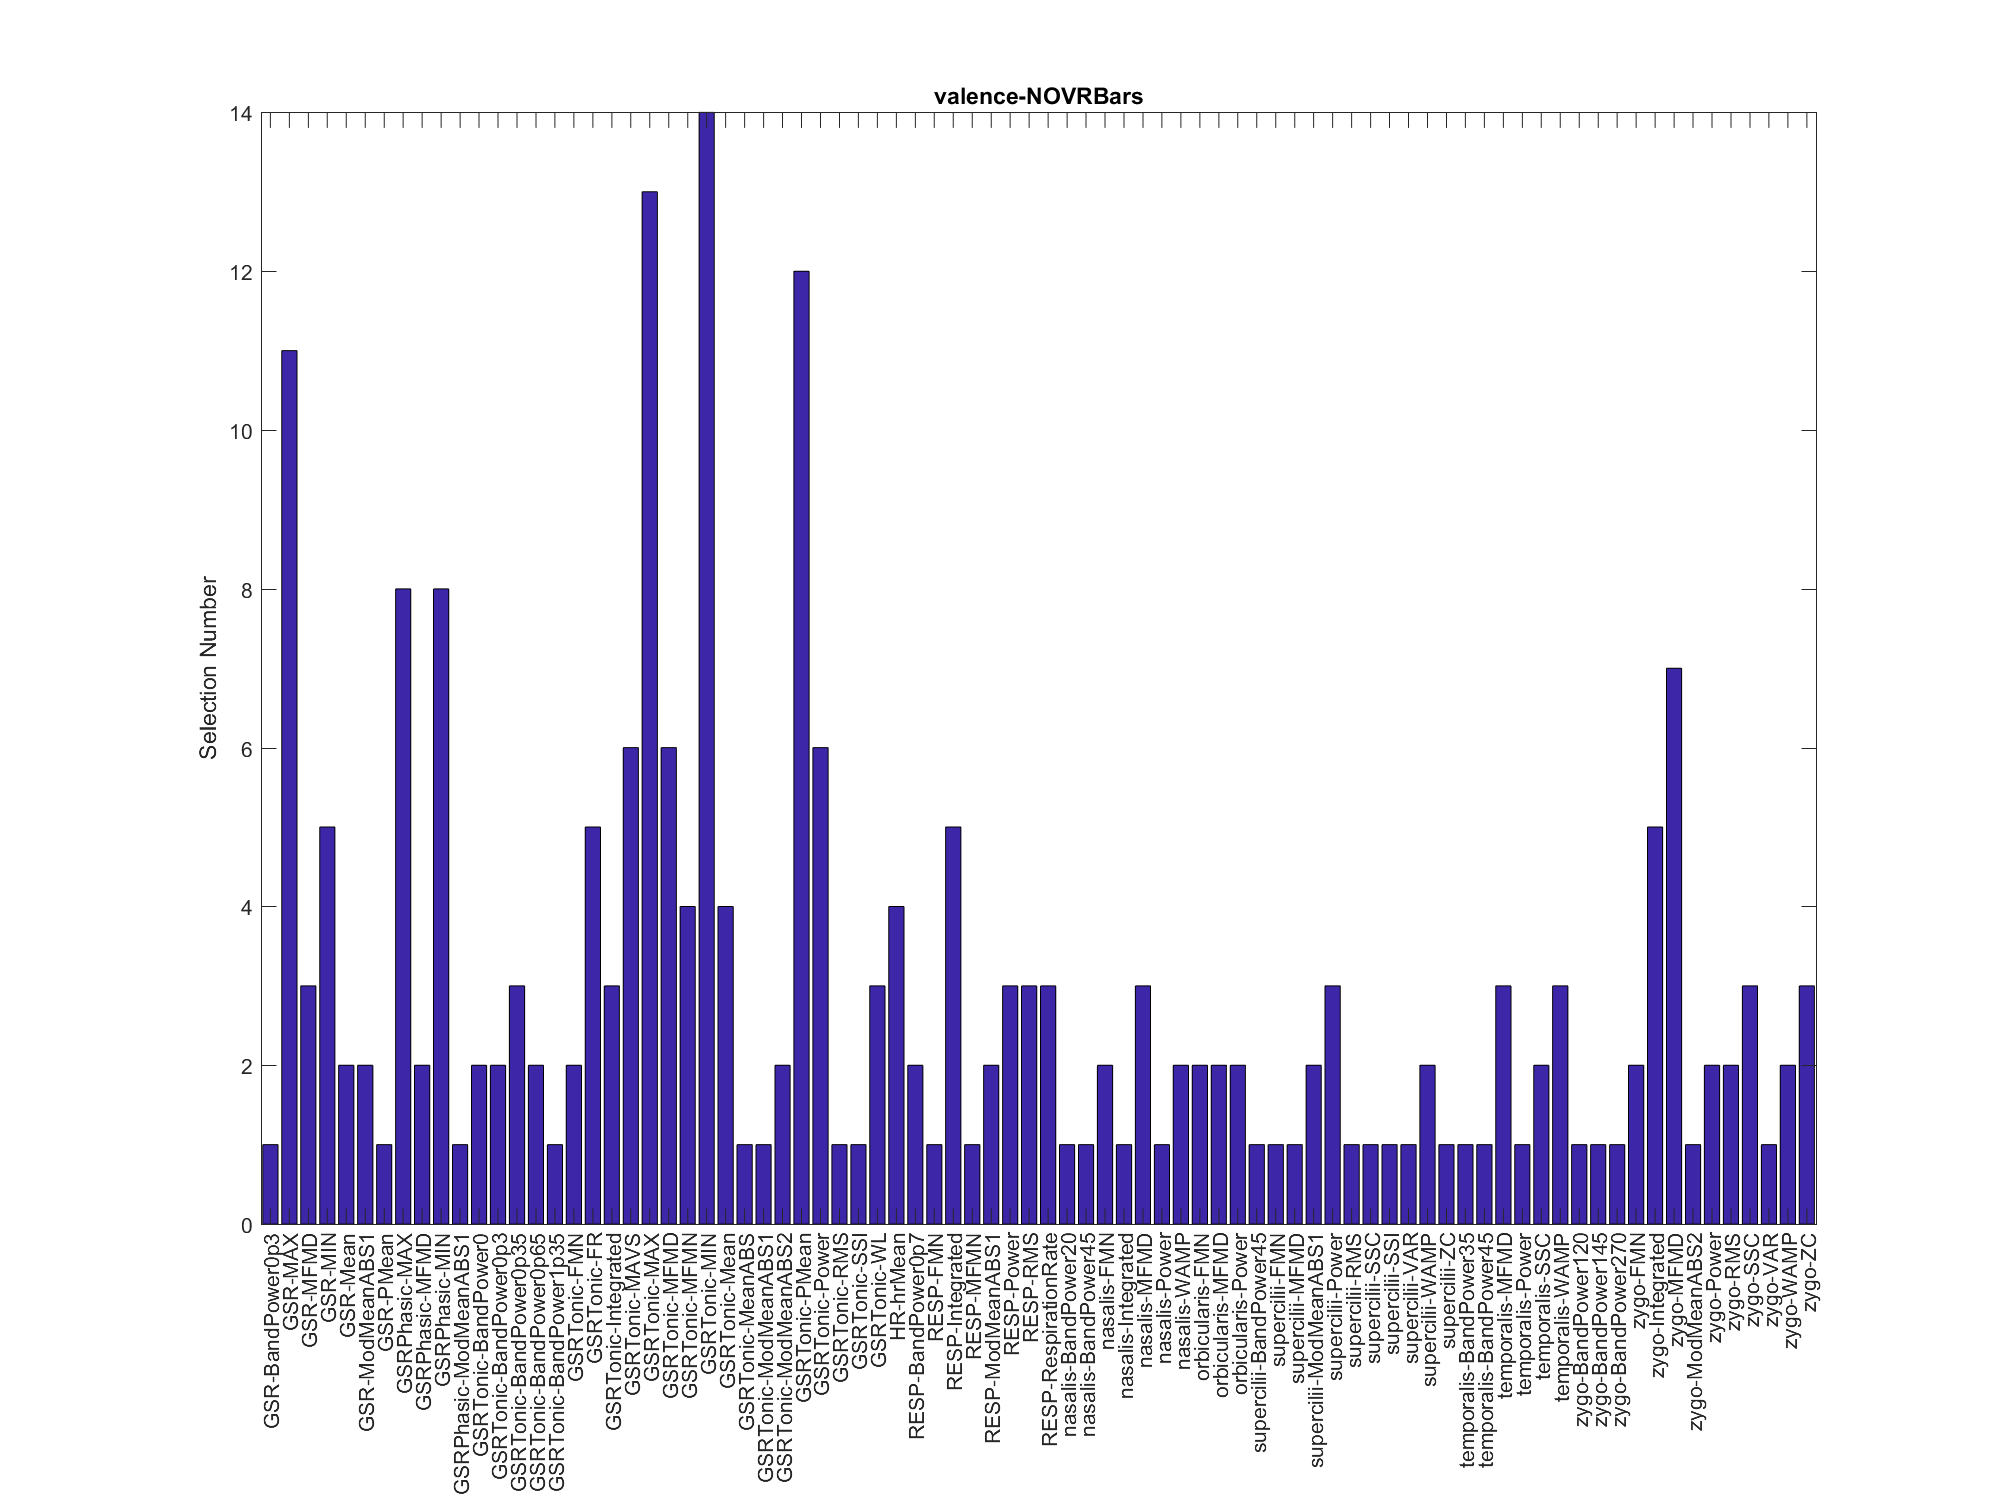 valence-NOVRBars
Selection Number
14
12
10
8
6
4
2
0
GSR-BandPower0p3
GSR-MAX
GSR-MFMD
GSR-MIN
GSR-Mean
GSR-ModMeanABS1
GSR-PMean
GSRPhasic-MAX
GSRPhasic-MFMD
GSRPhasic-MIN
GSRPhasic-ModMeanABS1
GSRTonic-BandPower0
GSRTonic-BandPower0p3
GSRTonic-BandPower0p35
GSRTonic-BandPower0p65
GSRTonic-BandPower1p35
GSRTonic-FMN
GSRTonic-FR
GSRTonic-Integrated
GSRTonic-MAVS
GSRTonic-MAX
GSRTonic-MFMD
GSRTonic-MFMN
GSRTonic-MIN
GSRTonic-Mean
GSRTonic-MeanABS
GSRTonic-ModMeanABS1
GSRTonic-ModMeanABS2
GSRTonic-PMean
GSRTonic-Power
GSRTonic-RMS
GSRTonic-SSI
GSRTonic-WL
HR-hrMean
RESP-BandPower0p7
RESP-FMN
RESP-Integrated
RESP-MFMN
RESP-ModMeanABS1
RESP-Power
RESP-RMS
RESP-RespirationRate
nasalis-BandPower20
nasalis-BandPower45
nasalis-FMN
nasalis-Integrated
nasalis-MFMD
nasalis-Power
nasalis-WAMP
orbicularis-FMN
orbicularis-MFMD
orbicularis-Power
supercilii-BandPower45
supercilii-FMN
supercilii-MFMD
supercilii-ModMeanABS1
supercilii-Power
supercilii-RMS
supercilii-SSC
supercilii-SSI
supercilii-VAR
supercilii-WAMP
supercilii-ZC
temporalis-BandPower35
temporalis-BandPower45
temporalis-MFMD
temporalis-Power
temporalis-SSC
temporalis-WAMP
zygo-BandPower120
zygo-BandPower145
zygo-BandPower270
zygo-FMN
zygo-Integrated
zygo-MFMD
zygo-ModMeanABS2
zygo-Power
zygo-RMS
zygo-SSC
zygo-VAR
zygo-WAMP
zygo-ZC